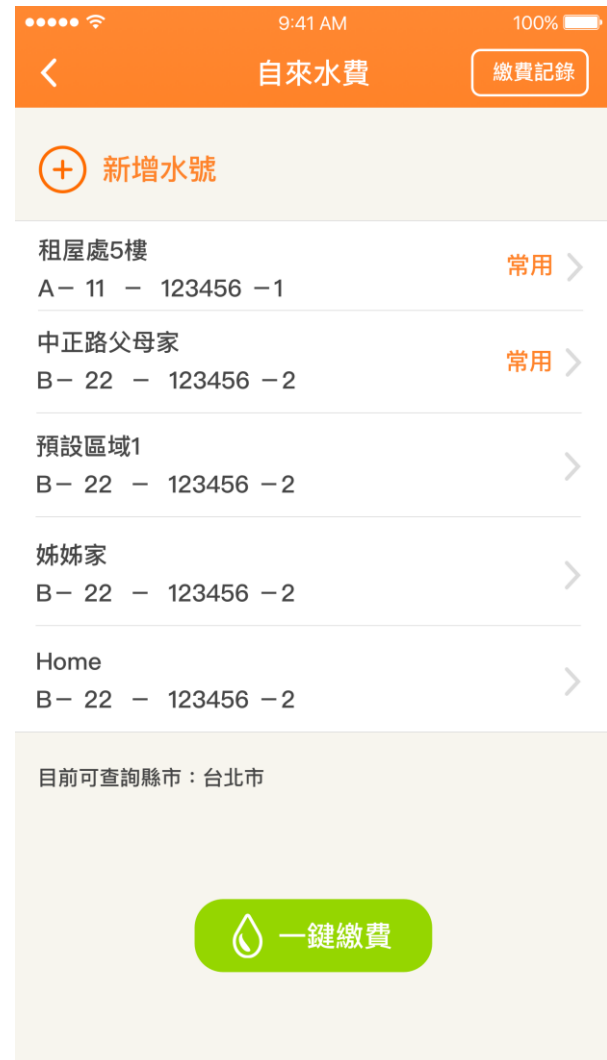 9:41 AM 100%
自來水費 繳費記錄
新增水號
租屋處5樓
常用
A－ 11 － 123456 －1
中正路父母家
常用
B－ 22 － 123456 －2
預設區域1
B－ 22 － 123456 －2
姊姊家
B－ 22 － 123456 －2
Home
B－ 22 － 123456 －2
目前可查詢縣市：台北市
一鍵繳費